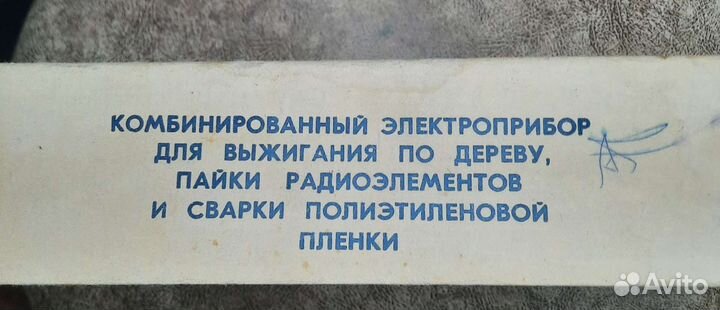 КОМБИНИРОВАННЫЙ ЭЛЕКТРОПРИБОР
ДЛЯ ВЫЖИГАНИЯ ПО ДЕРЕВУ,
ПАЙКИ РАДИОЭЛЕМЕНТОВ
И СВАРКИ ПОЛИЭТИЛЕНОВОЙ
ПЛЕНКИ
Avito